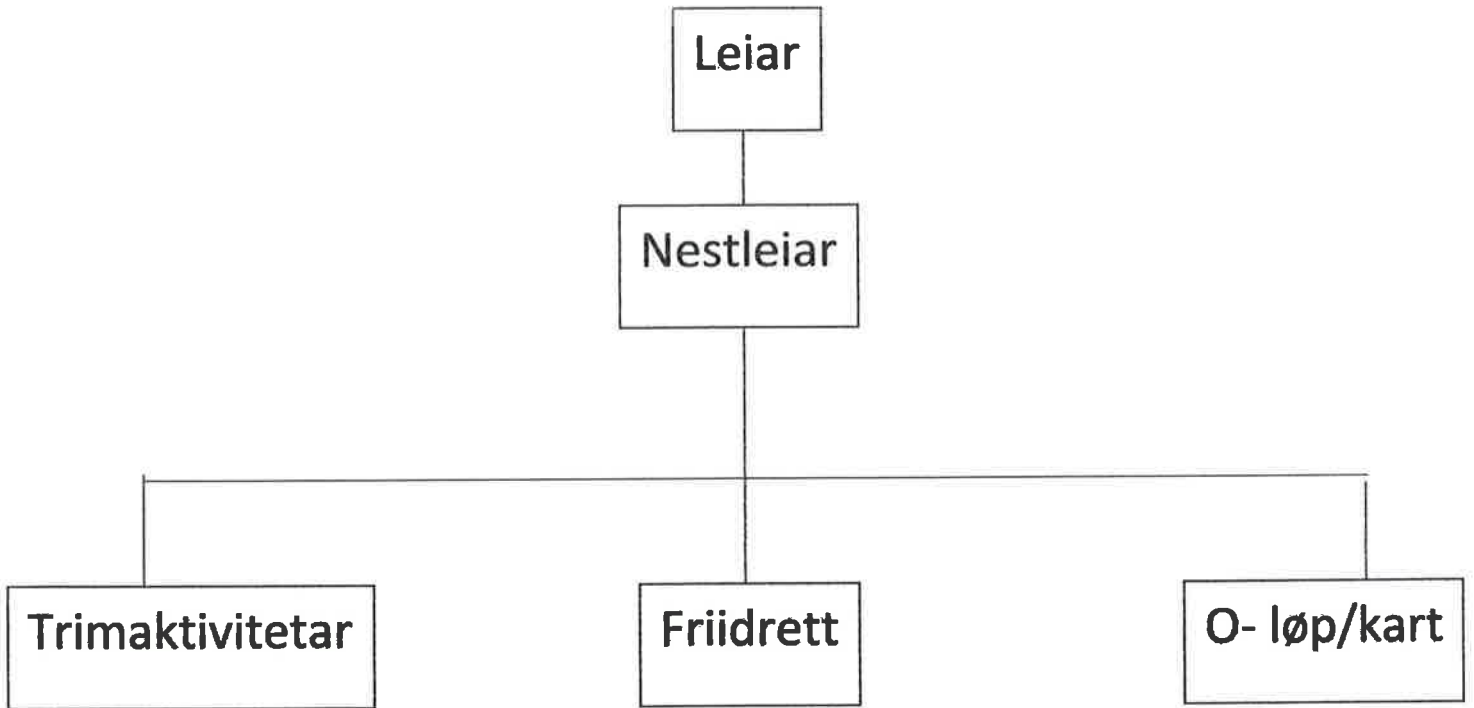 Leiar
Nestleiar
Trimaktivitetar
Friidrett
O- løp/kart